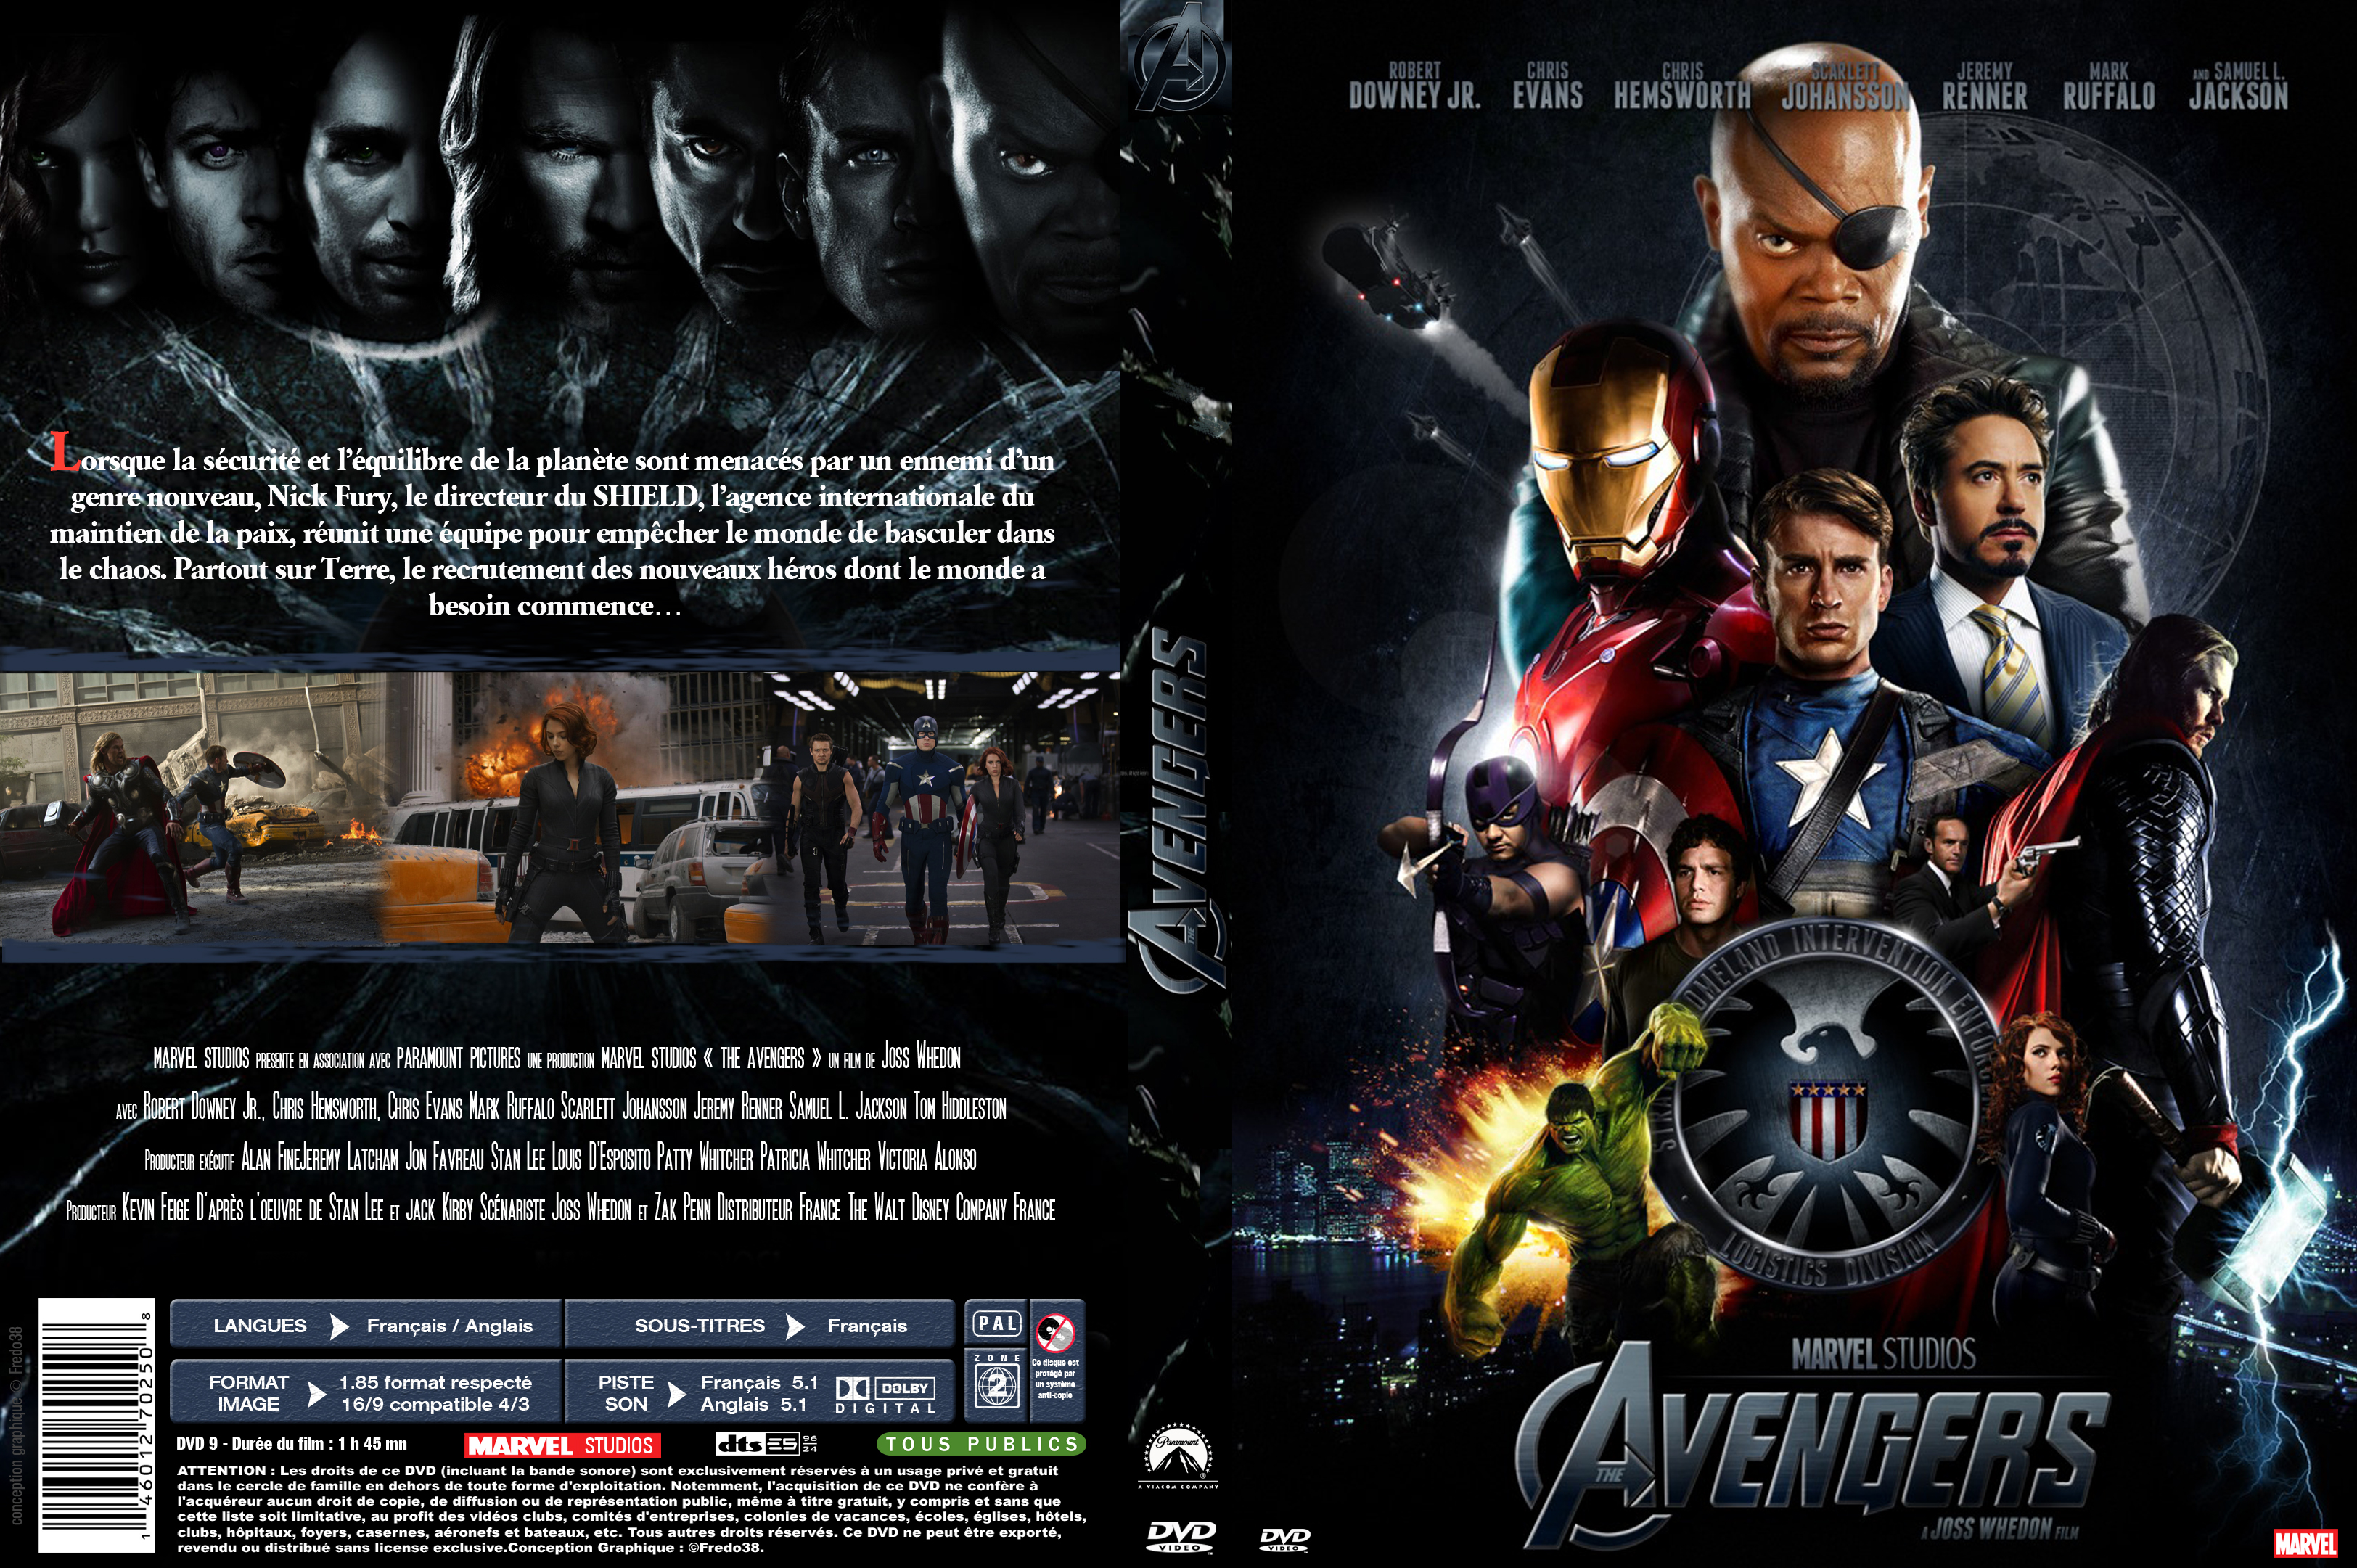 Lorsque la sécurité et l’équilibre de la planète sont menacés par un ennemi d’un
genre nouveau, Nick Fury, le directeur du SHIELD, l’agence internationale du
maintien de la paix, réunit une équipe pour empêcher le monde de basculer dans
le chaos. Partout sur Terre, le recrutement des nouveaux héros dont le monde a
besoin commence…
MARVEL STUDIOS PRESENTE EN ASSOCIATION AVEC PARAMOUNT PICTURES UNE PRODUCTION MARVEL STUDIOS « THE AVENGERS » UN FILM DE JOSS WHEDON
AVEC ROBERT DOWNEY JR., CHRIS HEMSWORTH, CHRIS EVANS MARK RUFFALO SCARLETT JOHANSSON JEREMY RENNER SAMUEL L. JACKSON TOM HIDDLESTON
PRODUCTEUR EXÉCUTIF ALAN FINEJEREMY LATCHAM JON FAVREAU STAN LEE LOUIS D'ESPOSITO PATTY WHITCHER PATRICIA WHITCHER VICTORIA ALONSO
PRODUCTEUR KEVIN FEIGE D'APRÈS L'OEUVRE DE STAN LEE ET JACK KIRBY SCÉNARISTE JOSS WHEDON ET ZAK PENN DISTRIBUTEUR FRANCE THE WALT DISNEY COMPANY FRANCE
conception graphique © Fredo38
1 460127 02508
LANGUES Français / Anglais
SOUS-TITRES Français
FORMAT IMAGE 1.85 format respecté
16/9 compatible 4/3
PISTE SON Français 5.1
Anglais 5.1
DOLBY
DIGITAL
PAL
ZONE
2
Ce disque est
protégé par
un système
anti-copie
DVD 9 - Durée du film : 1 h 45 mn
MARVEL STUDIOS
dts ES 96 24
TOUS PUBLICS
ATTENTION : Les droits de ce DVD (incluant la bande sonore) sont exclusivement réservés à un usage privé et gratuit
dans le cercle de famille en dehors de toute forme d'exploitation. Notemment, l'acquisition de ce DVD ne confère à
l'acquéreur aucun droit de copie, de diffusion ou de représentation public, même à titre gratuit, y compris et sans que
cette liste soit limitative, au profit des vidéos clubs, comités d'entreprises, colonies de vacances, écoles, églises, hôtels,
clubs, hôpitaux, foyers, casernes, aéronefs et bateaux, etc. Tous autres droits réservés. Ce DVD ne peut être exporté,
revendu ou distribué sans license exclusive.Conception Graphique : ©Fredo38.
A
THE AVENGERS
Paramount
A VIACOM COMPANY
DVD
VIDEO
ROBERT DOWNEY JR.
CHRIS EVANS
CHRIS HEMSWORTH
SCARLETT JOHANSSON
JEREMY RENNER
MARK RUFFALO
AND SAMUEL L. JACKSON
HOMELAND INTERVENTION ENFORCEMENT
LOGISTICS DIVISION
MARVEL STUDIOS
THE AVENGERS
A JOSS WHEDON FILM
DVD
VIDEO
MARVEL